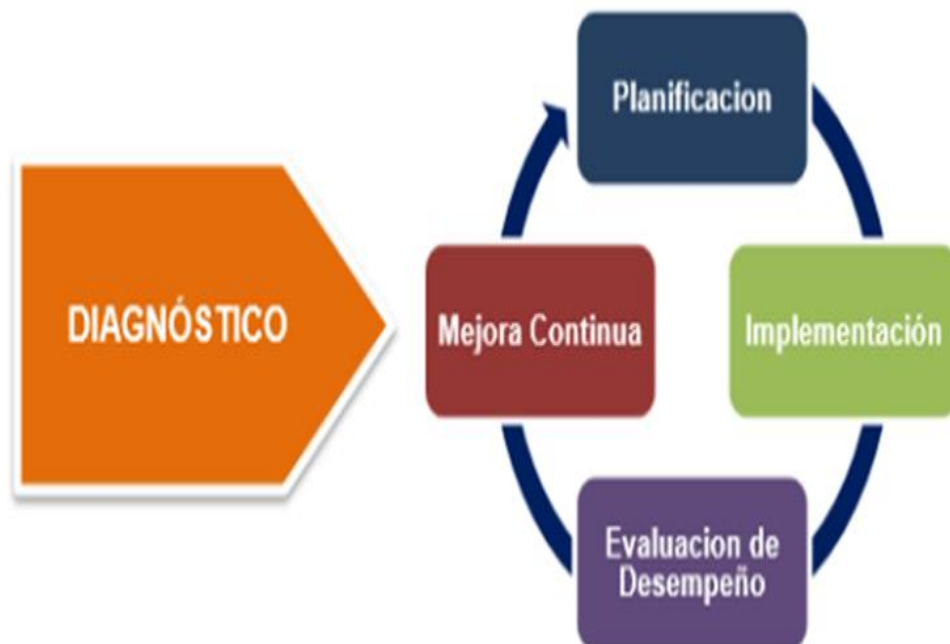 DIAGNÓSTICO
Planificacion
Implementación
Evaluacion de
Desempeño
Mejora Continua